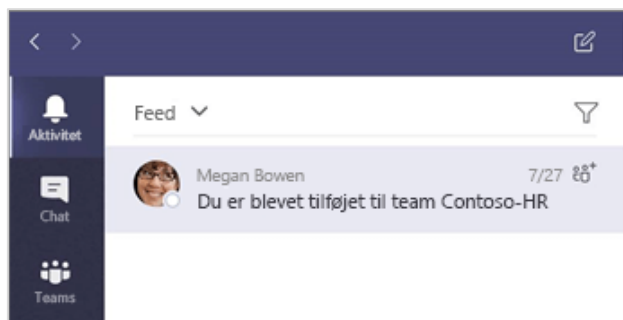 Aktivitet
Chat
Teams
Feed
Megan Bowen 7/27
Du er blevet tilføjet til team Contoso-HR